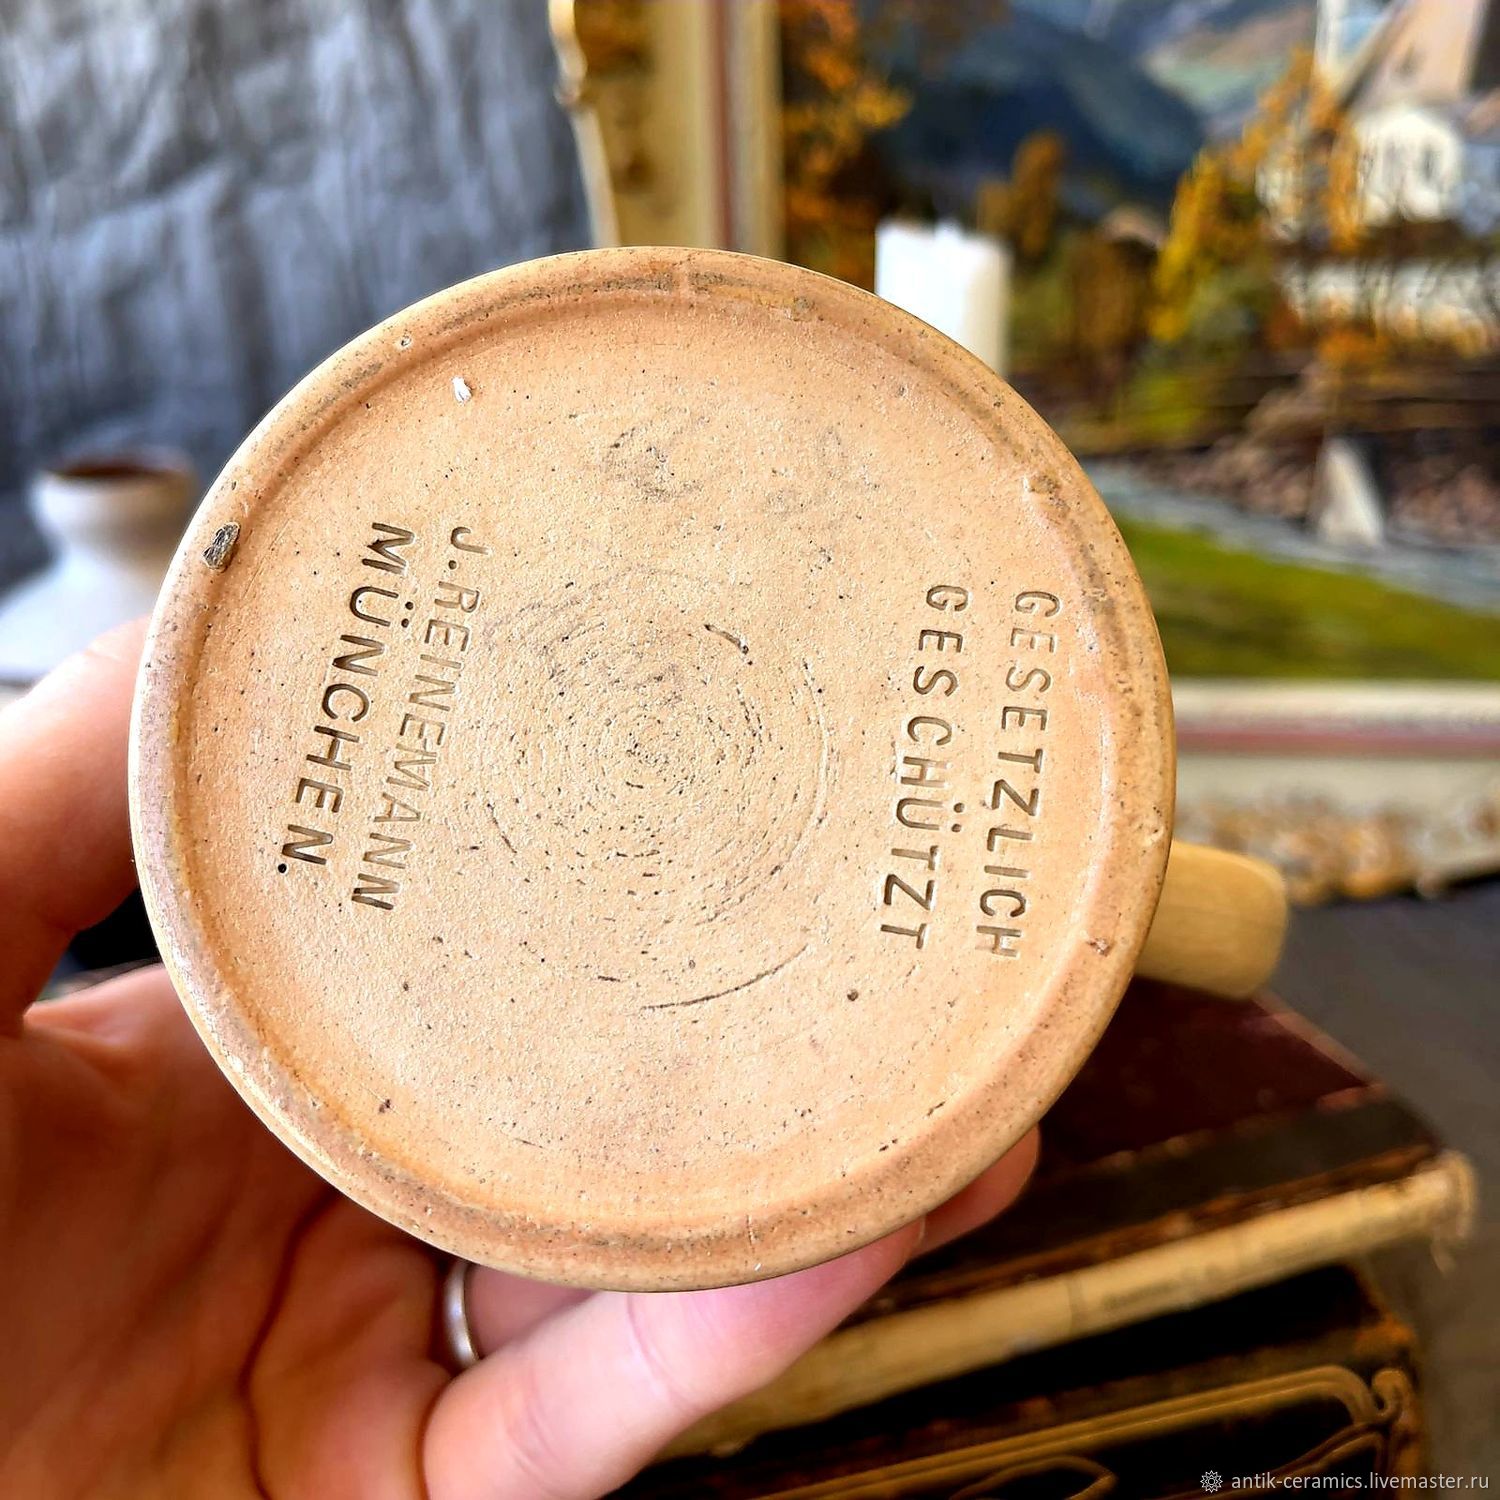 J. REINEMANN
MÜNCHEN
GESETZLICH
GESCHÜTZT
antik-ceramics.livemaster.ru